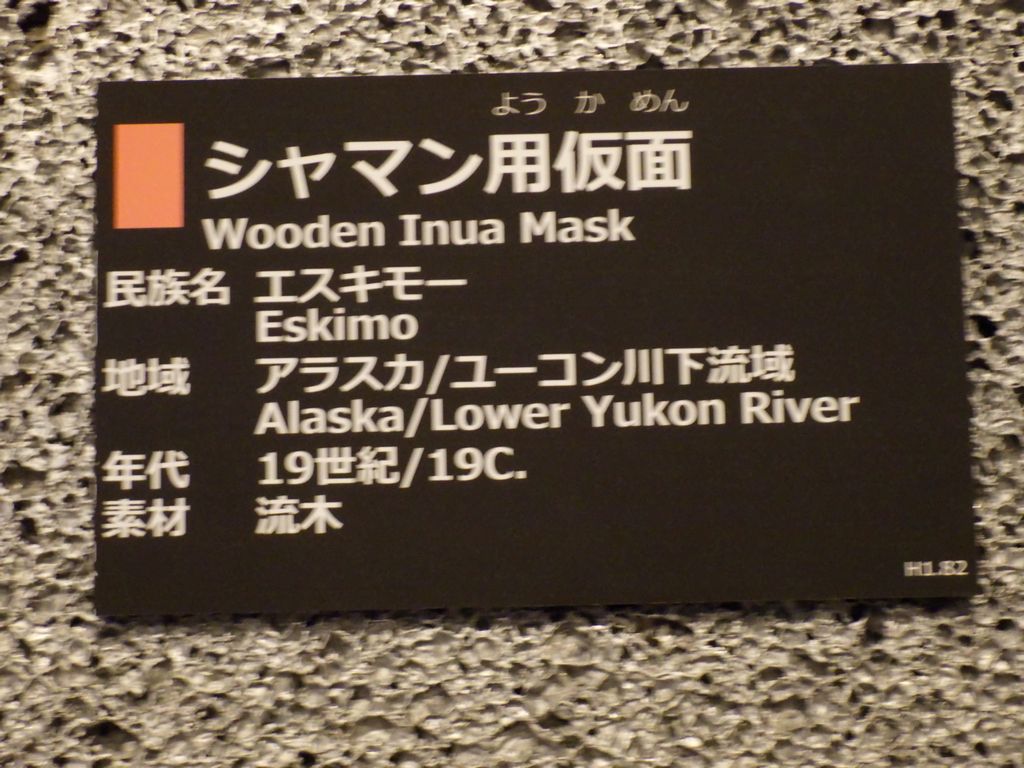 よう か めん
シャマン用仮面
Wooden Inua Mask
民族名 エスキモー
Eskimo
地域 アラスカ/ユーコン川下流域
Alaska/Lower Yukon River
年代 19世紀/19C.
素材 流木
H1.82